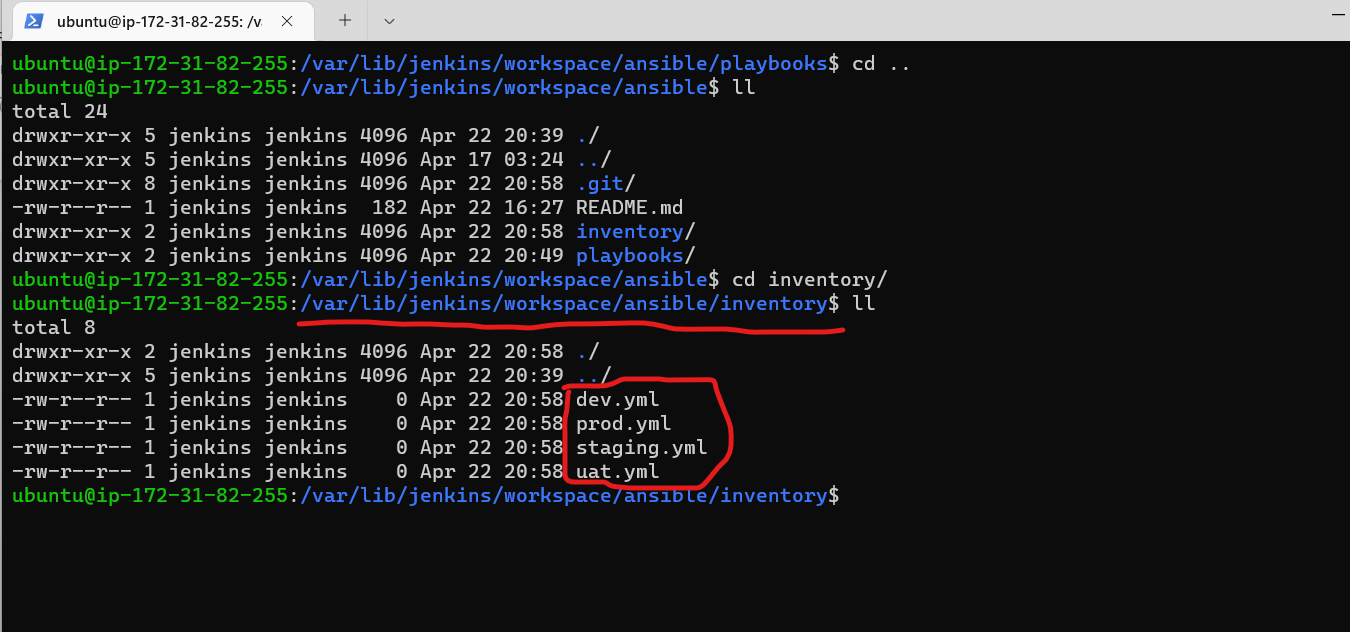 ubuntu@ip-172-31-82-255: /va
ubuntu@ip-172-31-82-255:/var/lib/jenkins/workspace/ansible/playbooks$ cd ..
ubuntu@ip-172-31-82-255:/var/lib/jenkins/workspace/ansible$ ll
total 24
drwxr-xr-x 5 jenkins jenkins 4096 Apr 22 20:39 ./
drwxr-xr-x 5 jenkins jenkins 4096 Apr 17 03:24 ../
drwxr-xr-x 8 jenkins jenkins 4096 Apr 22 20:58 .git/
-rw-r--r-- 1 jenkins jenkins  182 Apr 22 16:27 README.md
drwxr-xr-x 2 jenkins jenkins 4096 Apr 22 20:58 inventory/
drwxr-xr-x 2 jenkins jenkins 4096 Apr 22 20:49 playbooks/
ubuntu@ip-172-31-82-255:/var/lib/jenkins/workspace/ansible$ cd inventory/
ubuntu@ip-172-31-82-255:/var/lib/jenkins/workspace/ansible/inventory$ ll
total 8
drwxr-xr-x 2 jenkins jenkins 4096 Apr 22 20:58 ./
drwxr-xr-x 5 jenkins jenkins 4096 Apr 22 20:39 ../
-rw-r--r-- 1 jenkins jenkins    0 Apr 22 20:58 dev.yml
-rw-r--r-- 1 jenkins jenkins    0 Apr 22 20:58 prod.yml
-rw-r--r-- 1 jenkins jenkins    0 Apr 22 20:58 staging.yml
-rw-r--r-- 1 jenkins jenkins    0 Apr 22 20:58 uat.yml
ubuntu@ip-172-31-82-255:/var/lib/jenkins/workspace/ansible/inventory$